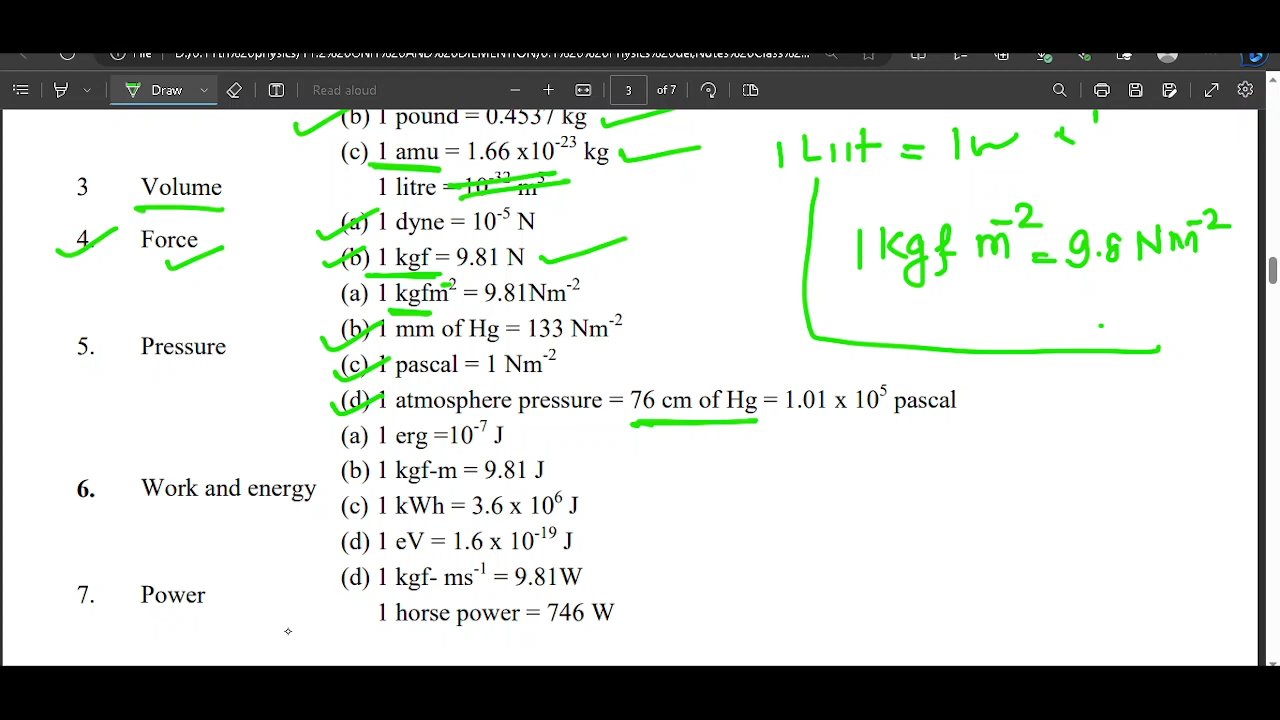 Draw
Read aloud
3 of 7
(b) 1 pound = 0.4537 kg
(c) 1 amu = 1.66 x10⁻²³ kg
3 Volume 1 litre = 10⁻³² m³
(a) 1 dyne = 10⁻⁵ N
4. Force
(b) 1 kgf = 9.81 N
(a) 1 kgfm² = 9.81Nm⁻²
(b) 1 mm of Hg = 133 Nm⁻²
5. Pressure
(c) 1 pascal = 1 Nm⁻²
(d) 1 atmosphere pressure = 76 cm of Hg = 1.01 x 10⁵ pascal
(a) 1 erg =10⁻⁷ J
(b) 1 kgf-m = 9.81 J
6. Work and energy
(c) 1 kWh = 3.6 x 10⁶ J
(d) 1 eV = 1.6 x 10⁻¹⁹ J
(d) 1 kgf- ms⁻¹ = 9.81W
7. Power
1 horse power = 746 W
1 Lit =
1 Kgf m⁻² = 9.8 Nm⁻²